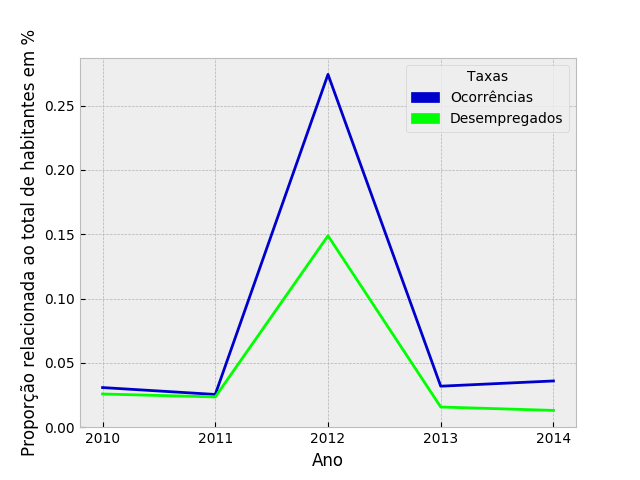 Proporção relacionada ao total de habitantes em %
Taxas
Ocorrências
Desempregados
0.25
0.20
0.15
0.10
0.05
0.00
2010 2011 2012 2013 2014
Ano